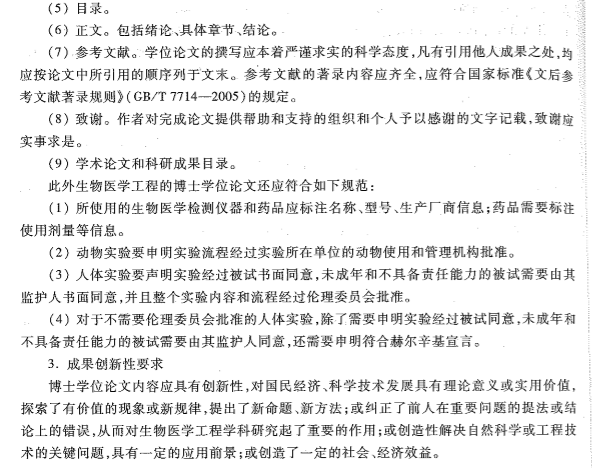 (5) 目录。
(6) 正文。包括绪论、具体章节、结论。
(7) 参考文献。学位论文的撰写应本着严谨求实的科学态度,凡有引用他人成果之处,均
应按论文中所引用的顺序列于文末。参考文献的著录内容应齐全,应符合国家标准《文后参
考文献著录规则》(GB/T 7714—2005)的规定。
(8) 致谢。作者对完成论文提供帮助和支持的组织和个人予以感谢的文字记载,致谢应
实事求是。
(9) 学术论文和科研成果目录。
此外生物医学工程的博士学位论文还应符合如下规范:
(1) 所使用的生物医学检测仪器和药品应标注名称、型号、生产厂商信息;药品需要标注
使用剂量等信息。
(2) 动物实验要申明实验流程经过实验所在单位的动物使用和管理机构批准。
(3) 人体实验要声明实验经过被试书面同意,未成年和不具备责任能力的被试需要由其
监护人书面同意,并且整个实验内容和流程经过伦理委员会批准。
(4) 对于不需要伦理委员会批准的人体实验,除了需要申明实验经过被试同意,未成年和
不具备责任能力的被试需要由其监护人同意,还需要申明符合赫尔辛基宣言。
3. 成果创新性要求
博士学位论文内容应具有创新性,对国民经济、科学技术发展具有理论意义或实用价值,
探索了有价值的现象或新规律,提出了新命题、新方法;或纠正了前人在重要问题的提法或结
论上的错误,从而对生物医学工程学科研究起了重要的作用;或创造性解决自然科学或工程技
术的关键问题,具有一定的应用前景;或创造了一定的社会、经济效益。